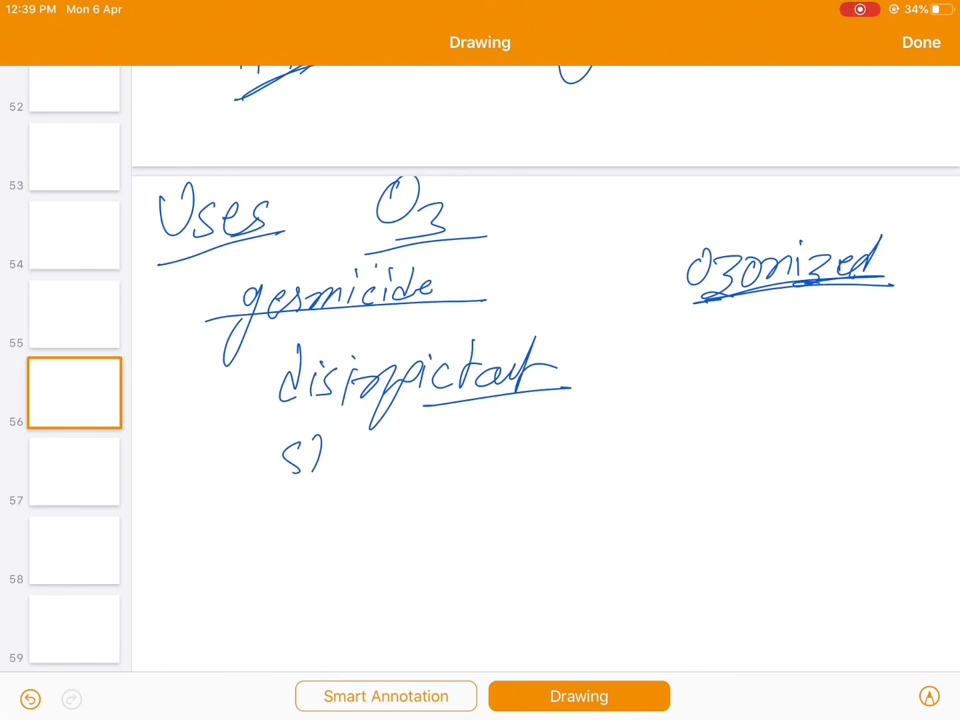 12:39 PM Mon 6 Apr
34%
Drawing
Done
52
53
54
55
56
57
58
59
Uses O3
ozonized
germicide
Smart Annotation
Drawing